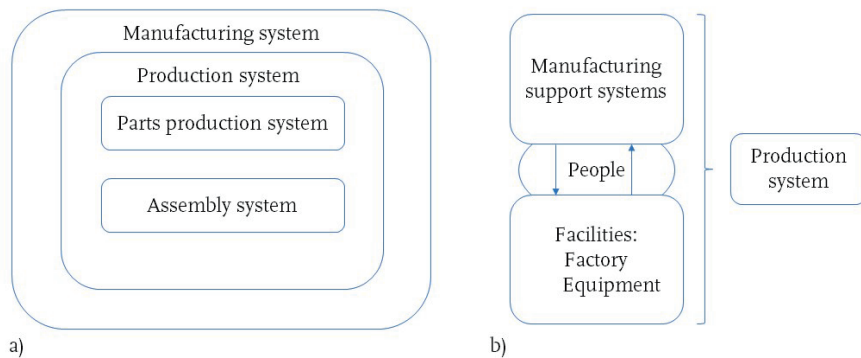 Manufacturing system
Production system
Parts production system
Assembly system
a)
Manufacturing
support systems
People
Facilities:
Factory
Equipment
Production
system
b)